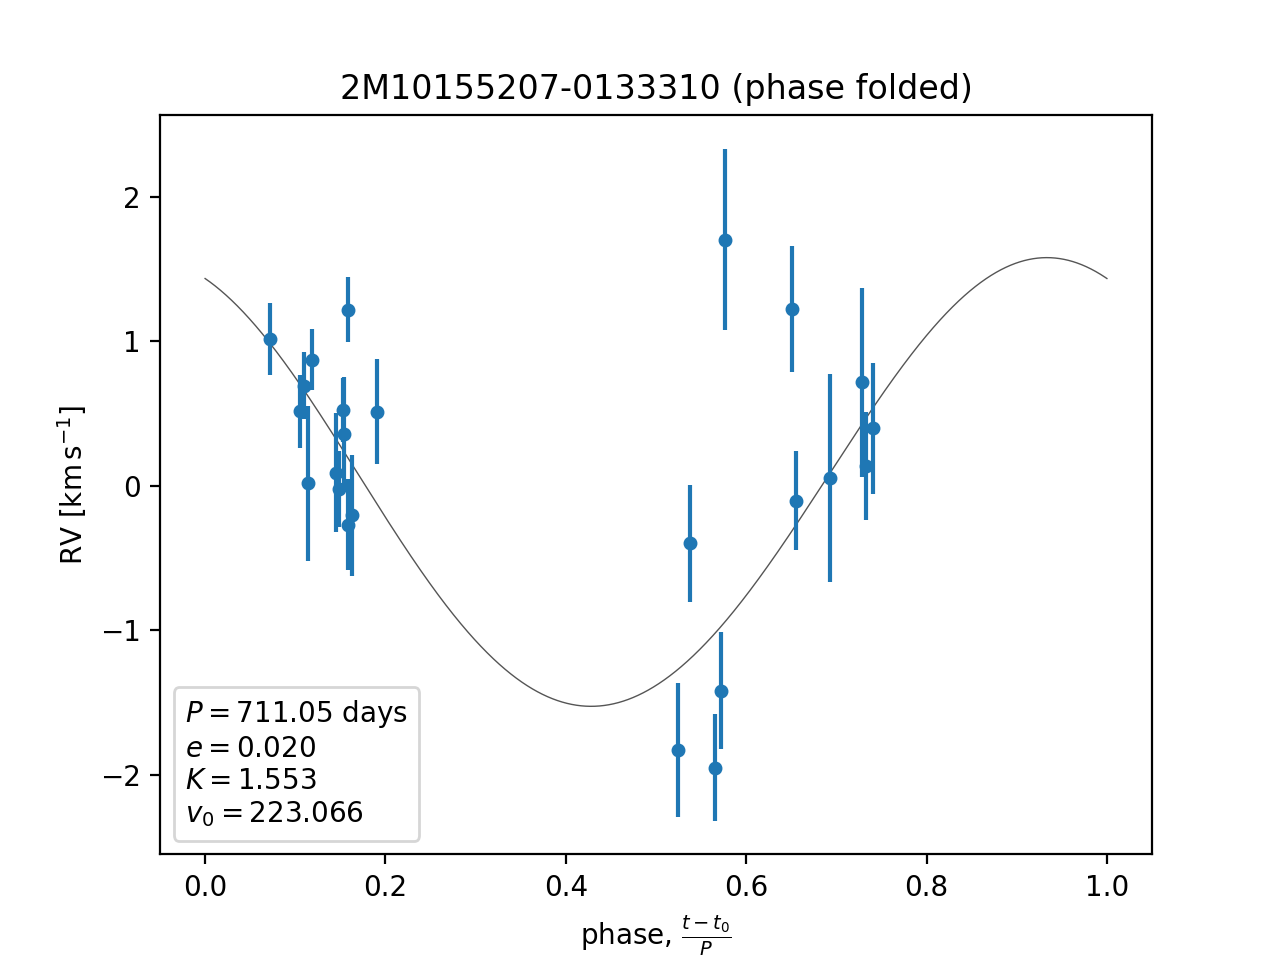 2M10155207-0133310 (phase folded)
RV [km s⁻¹]
2
1
0
−1
−2
P = 711.05 days
e = 0.020
K = 1.553
v₀ = 223.066
0.0 0.2 0.4 0.6 0.8 1.0
phase, (t − t₀)/P